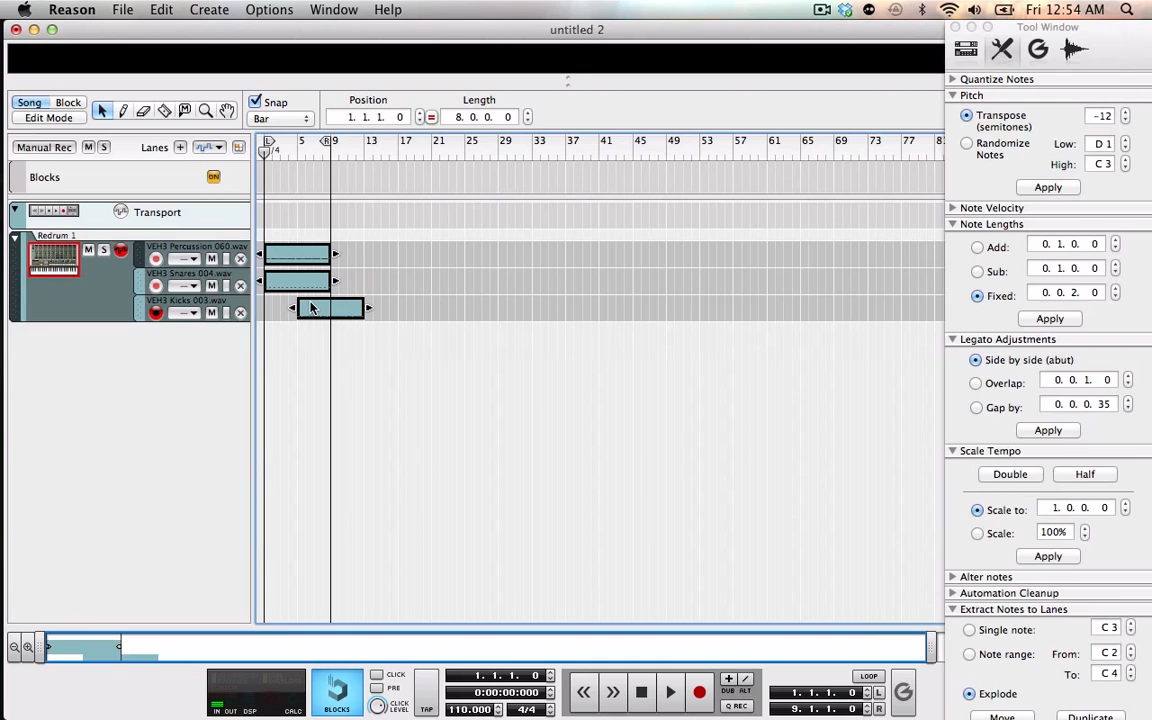 Reason File Edit Create Options Window Help Fri 12:54 AM
untitled 2
Tool Window
Song Block
Edit Mode
Snap
Bar
Position
1. 1. 1. 0
Length
8. 0. 0. 0
Manual Rec M S Lanes +
L 5 R 9 13 17 21 25 29 33 37 41 45 49 53 57 61 65 69 73 77 81
/4
Blocks
ON
Transport
Redrum 1
M S
VEH3 Percussion 060.wav
M
VEH3 Snares 004.wav
M
VEH3 Kicks 003.wav
M
Quantize Notes
Pitch
Transpose (semitones)
-12
Randomize Notes
Low: D 1
High: C 3
Apply
Note Velocity
Note Lengths
Add: 0. 1. 0. 0
Sub: 0. 1. 0. 0
Fixed: 0. 0. 2. 0
Apply
Legato Adjustments
Side by side (abut)
Overlap: 0. 0. 1. 0
Gap by: 0. 0. 0. 35
Apply
Scale Tempo
Double Half
Scale to: 1. 0. 0. 0
Scale: 100%
Apply
Alter notes
Automation Cleanup
Extract Notes to Lanes
Single note: C 3
Note range: From: C 2
To: C 4
Explode
Move Duplicate
IN OUT DSP CALC
BLOCKS
CLICK
PRE
CLICK LEVEL
TAP
1. 1. 1. 0
0:00:00:000
110.000 4/4
DUB ALT
Q REC
LOOP
1. 1. 1. 0 L
9. 1. 1. 0 R